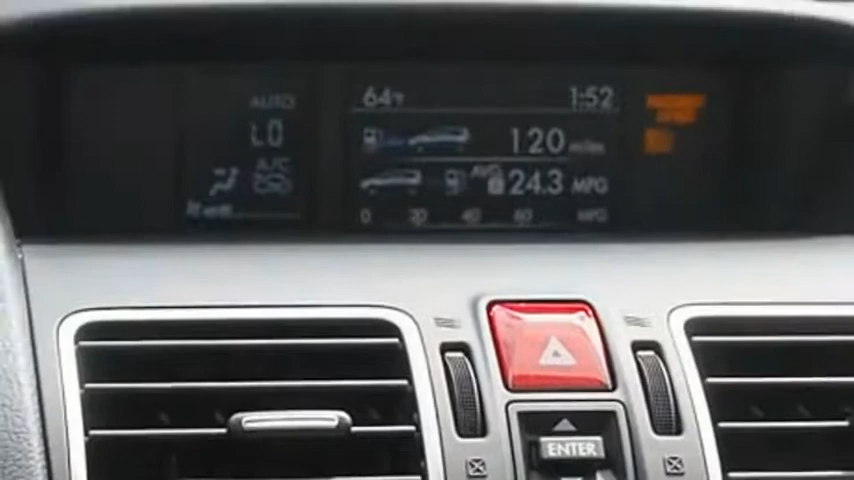 AUTO
LO
A/C
64°F 1:52
120 miles
AVG B 24.3 MPG
0 20 40 60 MPG
ENTER